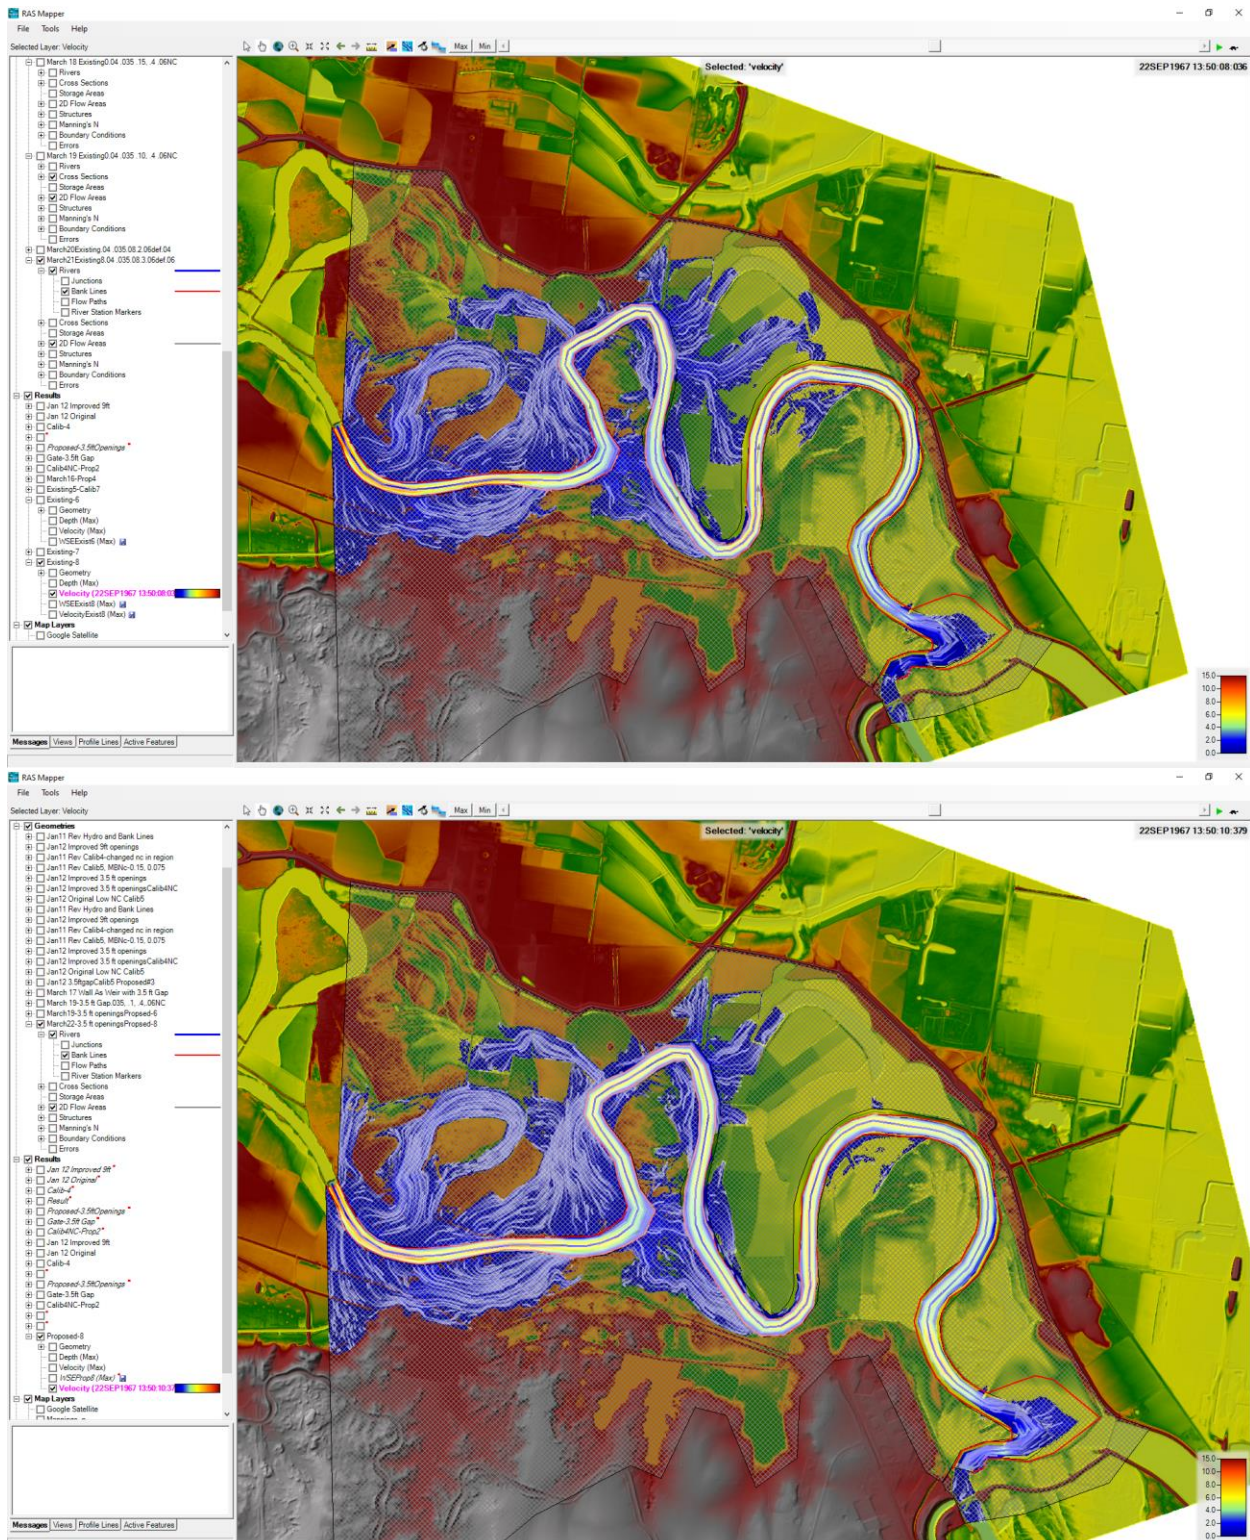 RAS Mapper
File Tools Help
Selected Layer: Velocity
Max Min
March 18 Existing0.04 .035 .15, .4 .06NC
Rivers
Cross Sections
Storage Areas
2D Flow Areas
Structures
Manning's N
Boundary Conditions
Errors
March 19 Existing0.04 .035 .10, .4 .06NC
Rivers
Cross Sections
Storage Areas
2D Flow Areas
Structures
Manning's N
Boundary Conditions
Errors
March20Existing.04 .035.08.2.06def.04
March21Existing8.04 .035.08.3.06def.06
Rivers
Junctions
Bank Lines
Flow Paths
River Station Markers
Cross Sections
Storage Areas
2D Flow Areas
Structures
Manning's N
Boundary Conditions
Errors
Results
Jan 12 Improved 9ft
Jan 12 Original
Calib-4
Proposed-3.5ftOpenings
Gate-3.5ft Gap
Calib4NC-Prop2
March16-Prop4
Existing5-Calib7
Existing-6
Geometry
Depth (Max)
Velocity (Max)
WSEExist6 (Max)
Existing-7
Existing-8
Geometry
Depth (Max)
Velocity (22SEP1967 13:50:08:03
WSEExist8 (Max)
VelocityExist8 (Max)
Map Layers
Google Satellite
Messages Views Profile Lines Active Features
Selected: 'velocity'
22SEP1967 13:50:08:036
15.0
10.0
8.0
6.0
4.0
2.0
0.0
RAS Mapper
File Tools Help
Selected Layer: Velocity
Max Min
Geometries
Jan11 Rev Hydro and Bank Lines
Jan12 Improved 9ft openings
Jan11 Rev Calib4-changed nc in region
Jan11 Rev Calib5, MBNc-0.15, 0.075
Jan12 Improved 3.5 ft openings
Jan12 Improved 3.5 ft openingsCalib4NC
Jan12 Original Low NC Calib5
Jan11 Rev Hydro and Bank Lines
Jan12 Improved 9ft openings
Jan11 Rev Calib4-changed nc in region
Jan11 Rev Calib5, MBNc-0.15, 0.075
Jan12 Improved 3.5 ft openings
Jan12 Improved 3.5 ft openingsCalib4NC
Jan12 Original Low NC Calib5
Jan12 3.5ftgapCalib5 Proposed#3
March 17 Wall As Weir with 3.5 ft Gap
March 19-3.5 ft Gap.035, .1, .4,.06NC
March19-3.5 ft openingsPropsed-6
March22-3.5 ft openingsPropsed-8
Rivers
Junctions
Bank Lines
Flow Paths
River Station Markers
Cross Sections
Storage Areas
2D Flow Areas
Structures
Manning's N
Boundary Conditions
Errors
Results
Jan 12 Improved 9ft
Jan 12 Original
Calib-4
Result
Proposed-3.5ftOpenings
Gate-3.5ft Gap
Calib4NC-Prop2
Jan 12 Improved 9ft
Jan 12 Original
Calib-4
Proposed-3.5ftOpenings
Gate-3.5ft Gap
Calib4NC-Prop2
Proposed-8
Geometry
Depth (Max)
Velocity (Max)
WSEProp8 (Max)
Velocity (22SEP1967 13:50:10:37
Map Layers
Google Satellite
Messages Views Profile Lines Active Features
Selected: 'velocity'
22SEP1967 13:50:10:379
15.0
10.0
8.0
6.0
4.0
2.0
0.0